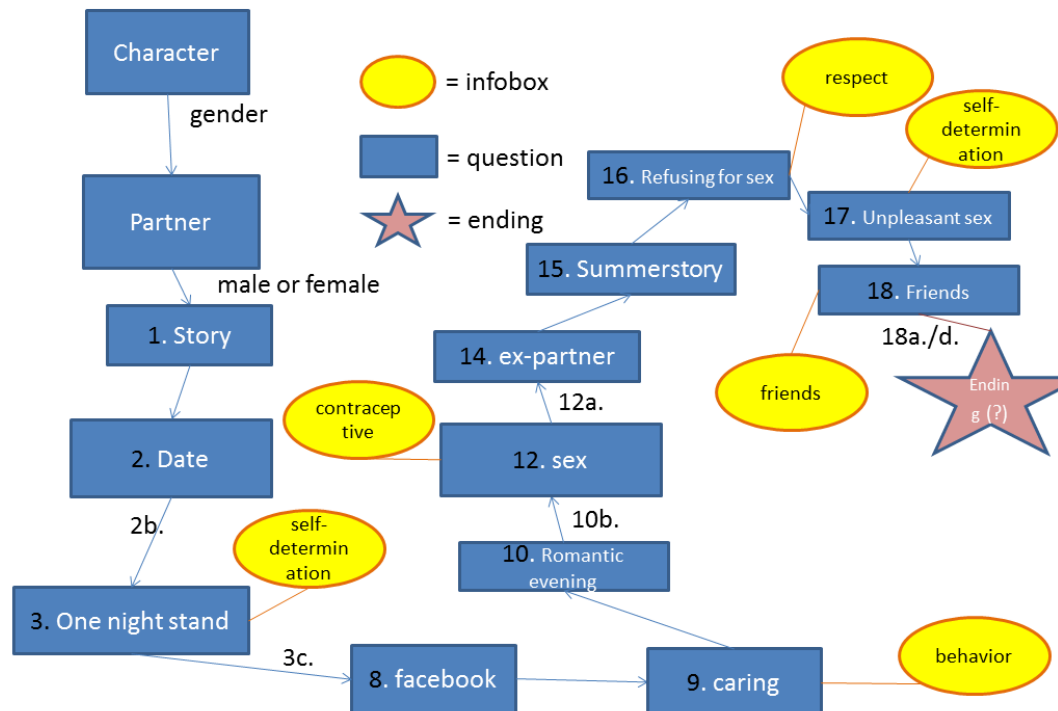 Character
gender
Partner
male or female
1. Story
2. Date
2b.
3. One night stand
self-
determin
ation
3c.
8. facebook
9. caring
behavior
10. Romantic
evening
10b.
12. sex
contracep
tive
12a.
14. ex-partner
15. Summerstory
16. Refusing for sex
respect
self-
determin
ation
17. Unpleasant sex
18. Friends
friends
18a./d.
Endin
g (?)
= infobox
= question
= ending